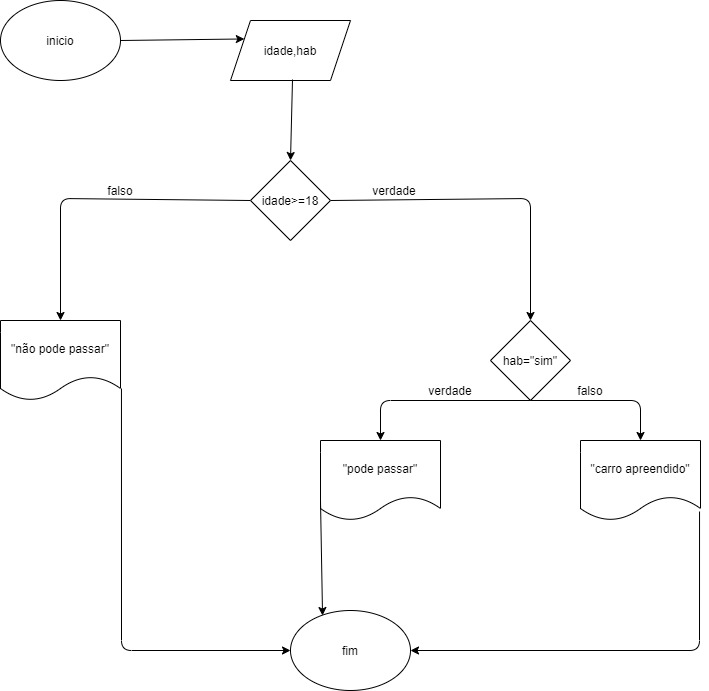 inicio
idade,hab
falso
verdade
idade>=18
"não pode passar"
hab="sim"
verdade
falso
"pode passar"
"carro apreendido"
fim